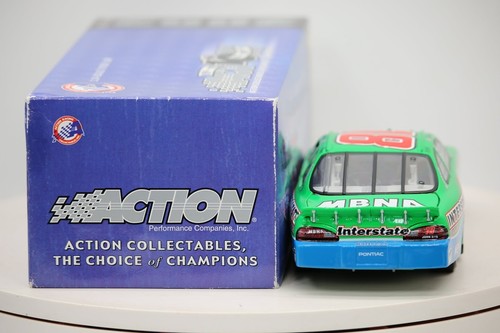 ACTION
Performance Companies, Inc.
ACTION COLLECTABLES,
THE CHOICE of CHAMPIONS
MBNA
Interstate
PONTIAC